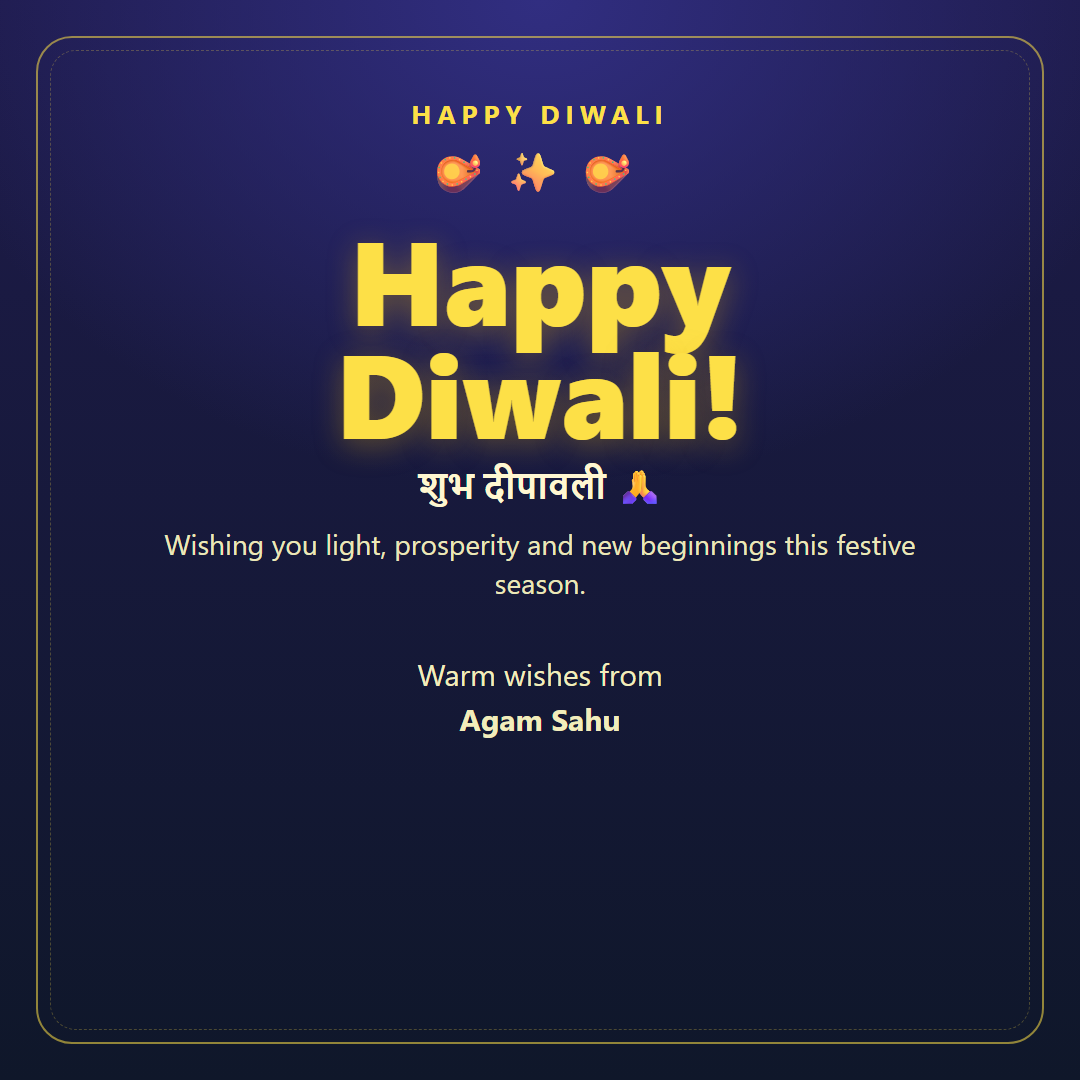 HAPPY DIWALI
Happy
Diwali!
शुभ दीपावली 🙏
Wishing you light, prosperity and new beginnings this festive
season.
Warm wishes from
Agam Sahu